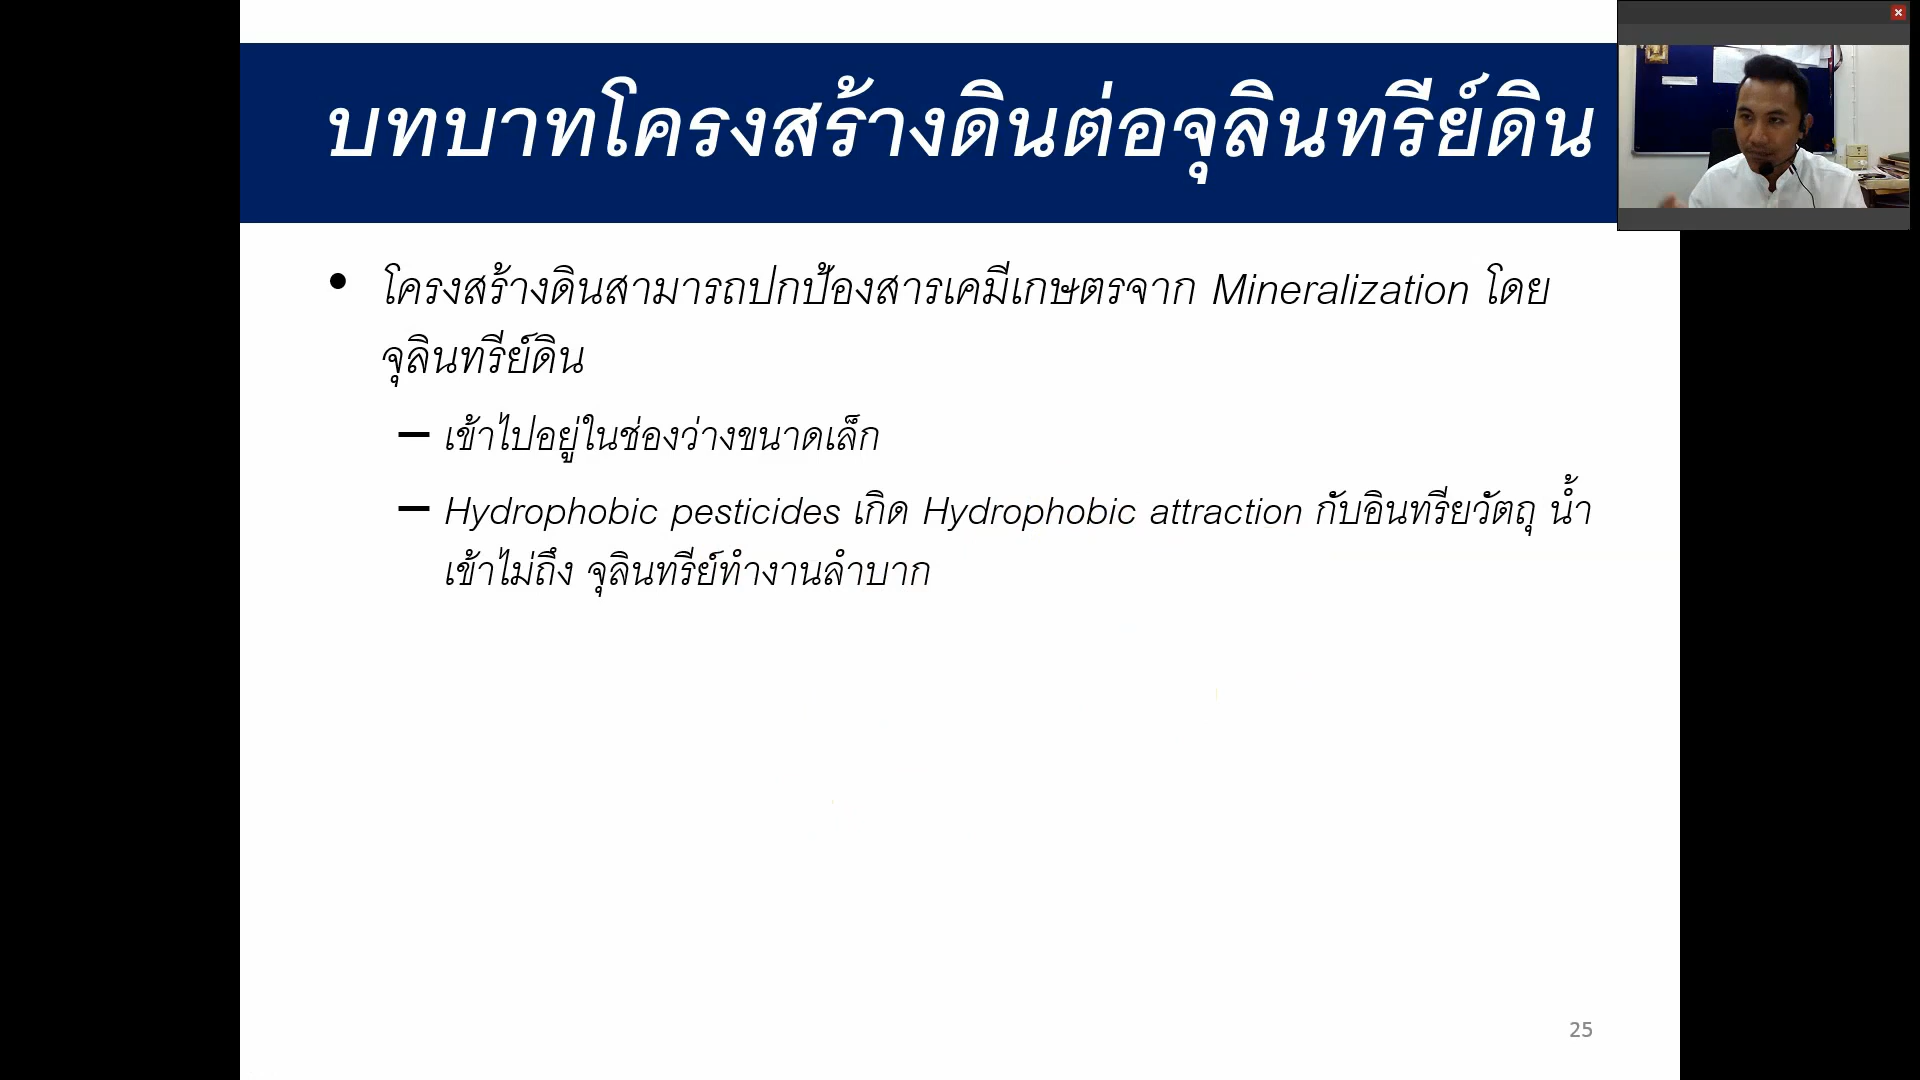 บทบาทโครงสร้างดินต่อจุลินทรีย์ดิน
• โครงสร้างดินสามารถปกป้องสารเคมีเกษตรจาก Mineralization โดย
จุลินทรีย์ดิน
– เข้าไปอยู่ในช่องว่างขนาดเล็ก
– Hydrophobic pesticides เกิด Hydrophobic attraction กับอินทรียวัตถุ น้ำ
เข้าไม่ถึง จุลินทรีย์ทำงานลำบาก
25